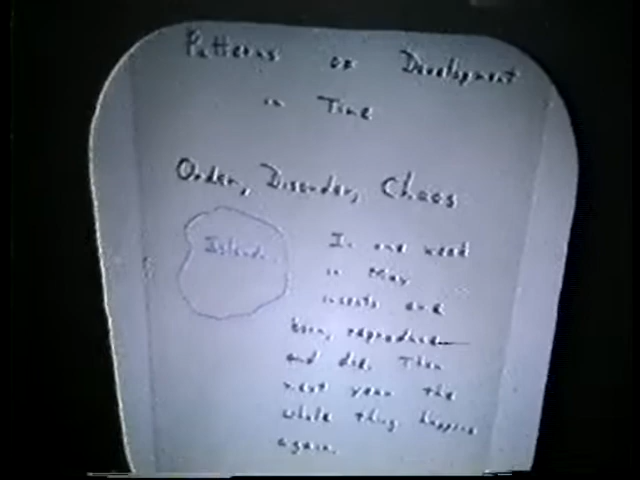 Patterns of Development
in Time
Order, Disorder, Chaos
Island
In one week
in May
insects are
born, reproduce
and die. Then
next year the
whole thing happens
again.